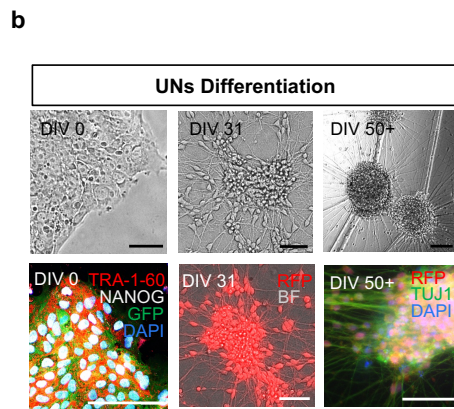 b
UNs Differentiation
DIV 0
DIV 31
DIV 50+
DIV 0 TRA-1-60
NANOG
GFP
DAPI
DIV 31 RFP
BF
DIV 50+ RFP
TUJ1
DAPI